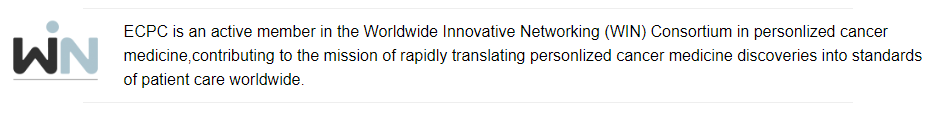 WIN
ECPC is an active member in the Worldwide Innovative Networking (WIN) Consortium in personlized cancer
medicine,contributing to the mission of rapidly translating personlized cancer medicine discoveries into standards
of patient care worldwide.